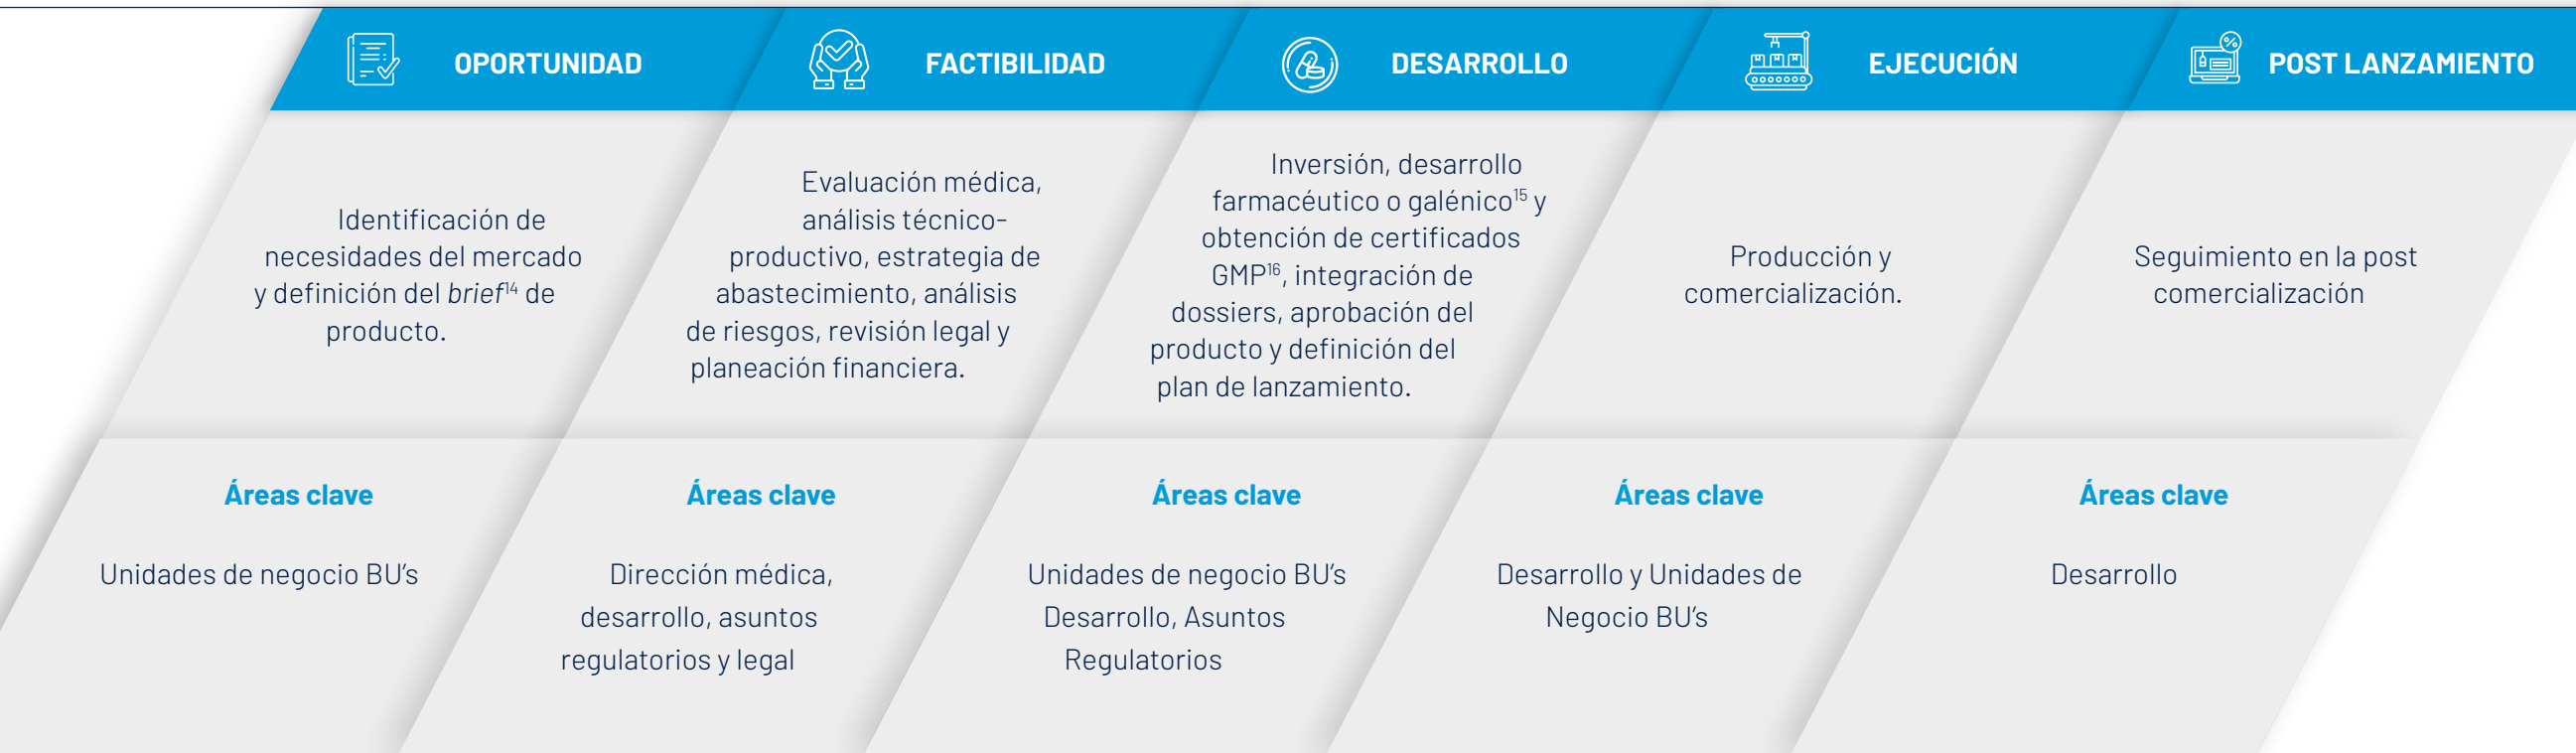 OPORTUNIDAD
Identificación de
necesidades del mercado
y definición del brief14 de
producto.
Áreas clave
Unidades de negocio BU’s
FACTIBILIDAD
Evaluación médica,
análisis técnico-
productivo, estrategia de
abastecimiento, análisis
de riesgos, revisión legal y
planeación financiera.
Áreas clave
Dirección médica,
desarrollo, asuntos
regulatorios y legal
DESARROLLO
Inversión, desarrollo
farmacéutico o galénico15 y
obtención de certificados
GMP16, integración de
dossiers, aprobación del
producto y definición del
plan de lanzamiento.
Áreas clave
Unidades de negocio BU’s
Desarrollo, Asuntos
Regulatorios
EJECUCIÓN
Producción y
comercialización.
Áreas clave
Desarrollo y Unidades de
Negocio BU’s
%
POST LANZAMIENTO
Seguimiento en la post
comercialización
Áreas clave
Desarrollo